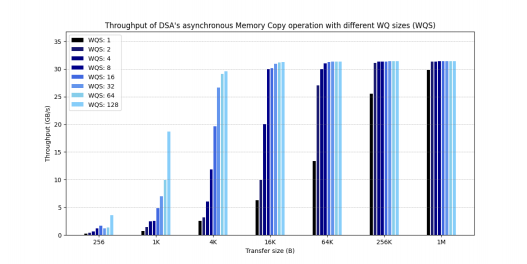 Throughput of DSA's asynchronous Memory Copy operation with different WQ sizes (WQS)
Throughput (GB/s)
35
30
25
20
15
10
5
0
WQS: 1
WQS: 2
WQS: 4
WQS: 8
WQS: 16
WQS: 32
WQS: 64
WQS: 128
256 1K 4K 16K 64K 256K 1M
Transfer size (B)